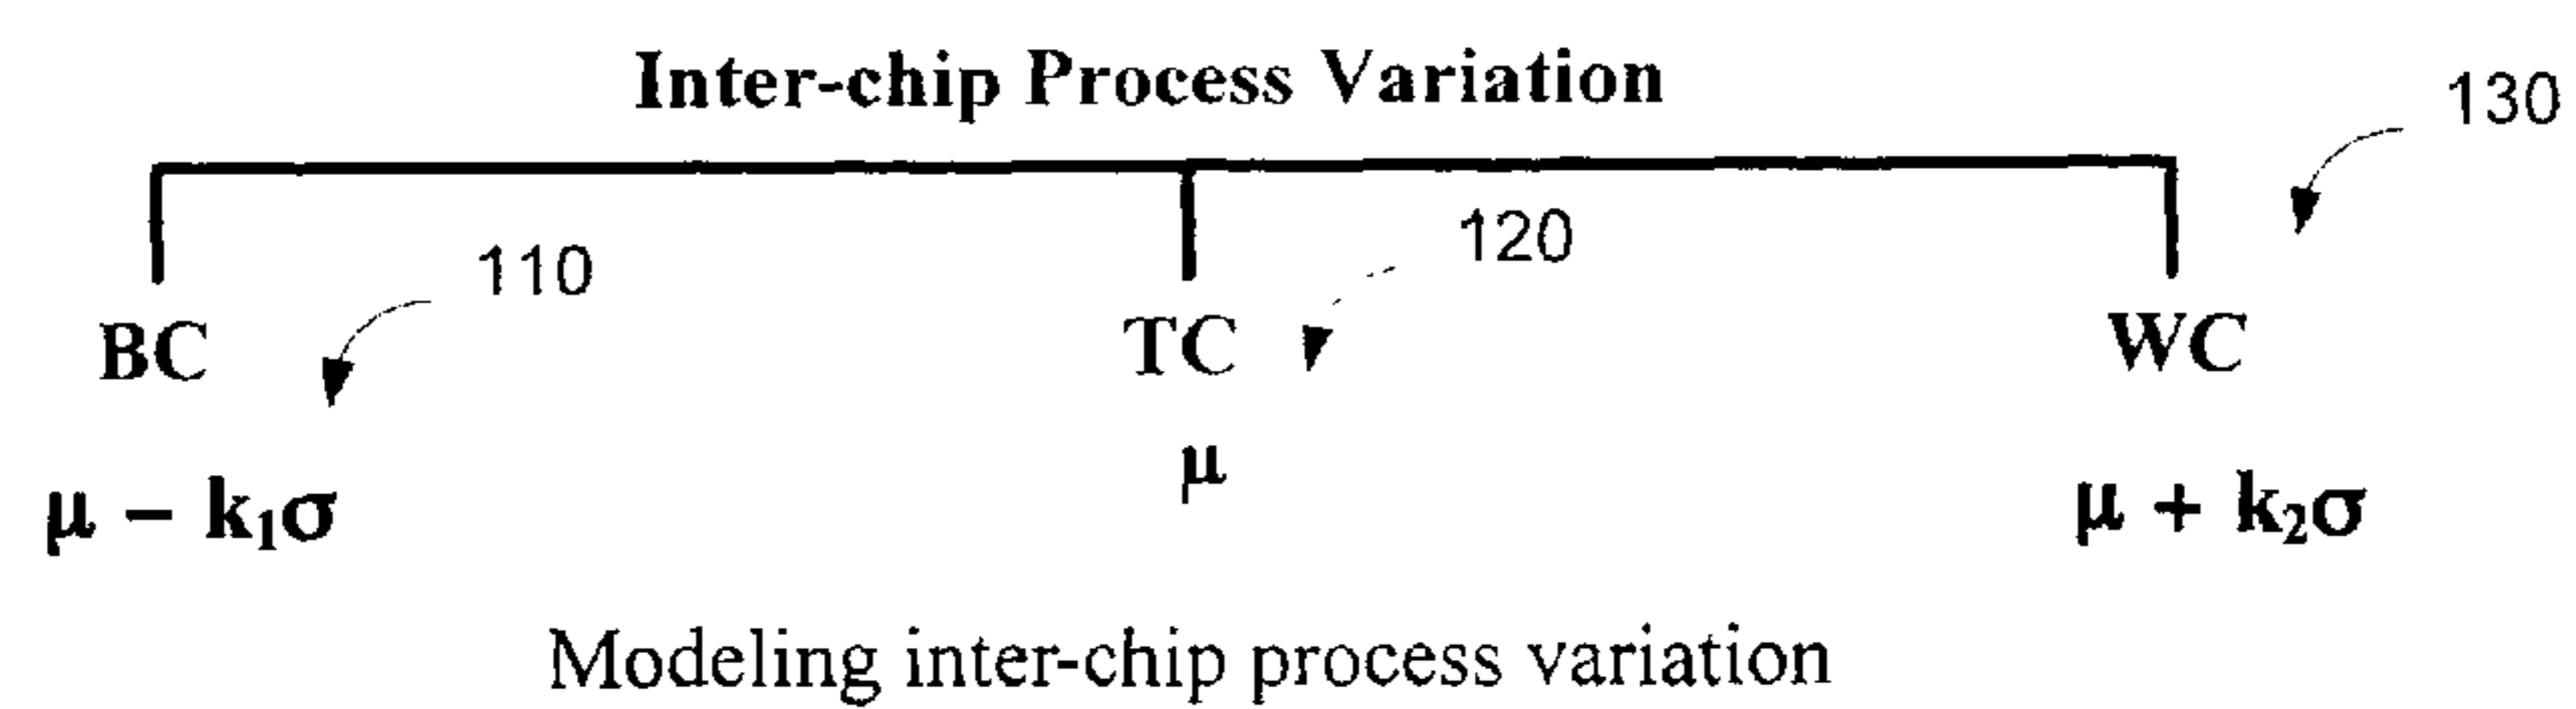 Inter-chip Process Variation
130
120
110
BC TC WC
μ
μ – k₁σ μ + k₂σ
Modeling inter-chip process variation